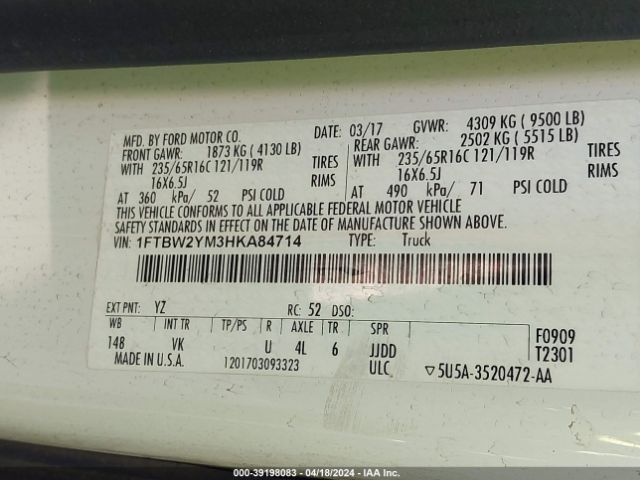 MFD. BY FORD MOTOR CO. DATE: 03/17 GVWR: 4309 KG ( 9500 LB)
FRONT GAWR: 1873 KG ( 4130 LB) REAR GAWR: 2502 KG ( 5515 LB)
WITH 235/65R16C 121/119R TIRES WITH 235/65R16C 121/119R TIRES
16X6.5J RIMS 16X6.5J RIMS
AT 360 kPa/ 52 PSI COLD AT 490 kPa/ 71 PSI COLD
THIS VEHICLE CONFORMS TO ALL APPLICABLE FEDERAL MOTOR VEHICLE
SAFETY STANDARDS IN EFFECT ON THE DATE OF MANUFACTURE SHOWN ABOVE.
VIN: 1FTBW2YM3HKA84714 TYPE: Truck
EXT PNT: YZ RC: 52 DSO:
WB INT TR TP/PS R AXLE TR SPR F0909
148 VK U 4L 6 JJDD T2301
MADE IN U.S.A. 1201703093323 ULC ▽5U5A-3520472-AA
000-39198083 - 04/18/2024 - IAA Inc.